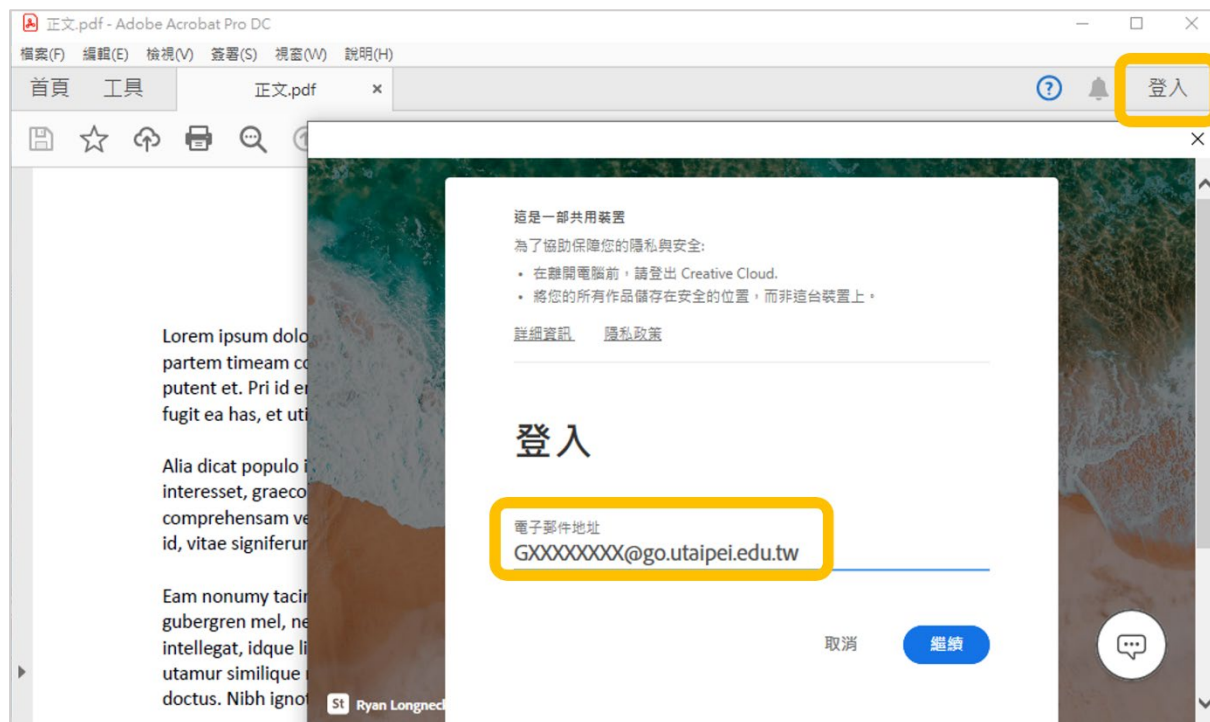 正文.pdf - Adobe Acrobat Pro DC
檔案(F) 編輯(E) 檢視(V) 簽署(S) 視窗(W) 說明(H)
首頁 工具 正文.pdf × ? 登入
這是一部共用裝置
為了協助保障您的隱私與安全:
• 在離開電腦前，請登出 Creative Cloud.
• 將您的所有作品儲存在安全的位置，而非這台裝置上。
詳細資訊 隱私政策
登入
電子郵件地址
GXXXXXXXX@go.utaipei.edu.tw
取消 繼續
St Ryan Longneck
Lorem ipsum dolo
partem timeam co
putent et. Pri id er
fugit ea has, et uti
Alia dicat populo i
interesset, graeco
comprehensam ve
id, vitae signiferur
Eam nonumy tacir
gubergren mel, ne
intellegat, idque li
utamur similique
doctus. Nibh ignot